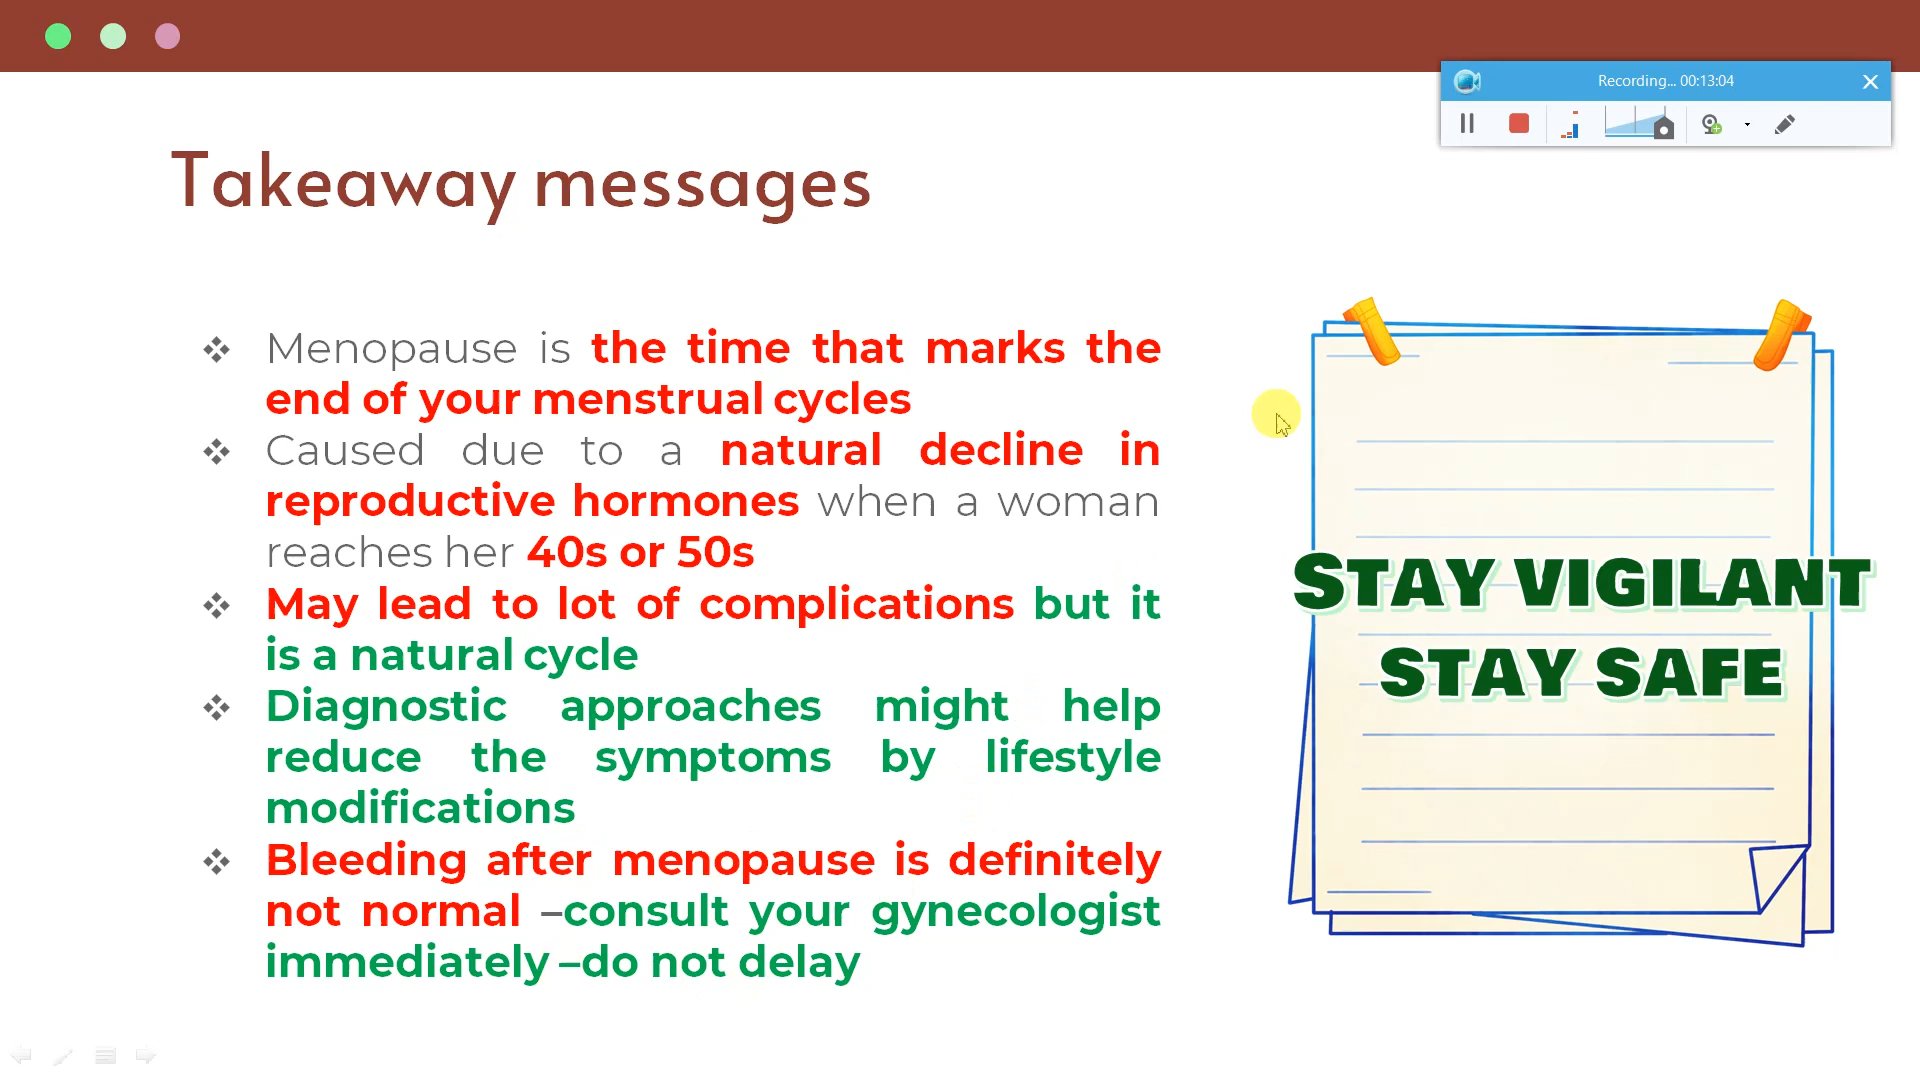 Recording... 00:13:04
Takeaway messages
Menopause is the time that marks the
end of your menstrual cycles
Caused due to a natural decline in
reproductive hormones when a woman
reaches her 40s or 50s
May lead to lot of complications but it
is a natural cycle
Diagnostic approaches might help
reduce the symptoms by lifestyle
modifications
Bleeding after menopause is definitely
not normal –consult your gynecologist
immediately –do not delay
STAY VIGILANT
STAY SAFE